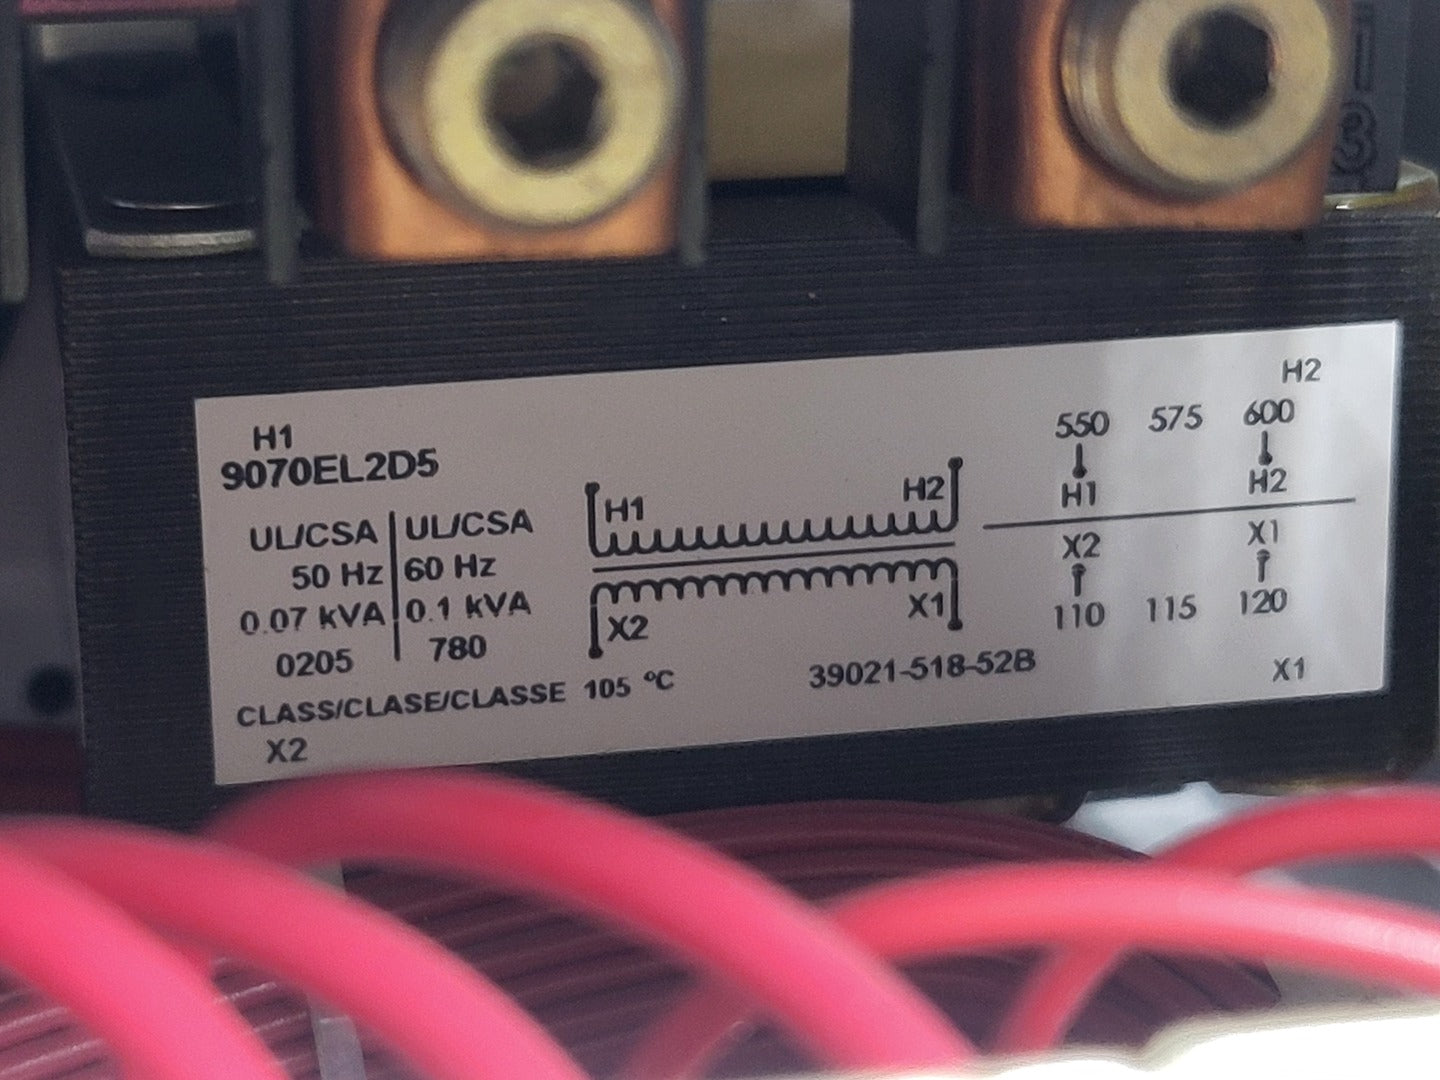 13
H2
H1
9070EL2D5
550 575 600
H1 H2
H1 H2
UL/CSA UL/CSA
50 Hz 60 Hz
0.07 kVA 0.1 kVA
0205 780
X2 X1
X2 X1
110 115 120
CLASS/CLASE/CLASSE 105 °C
39021-518-52B
X1
X2